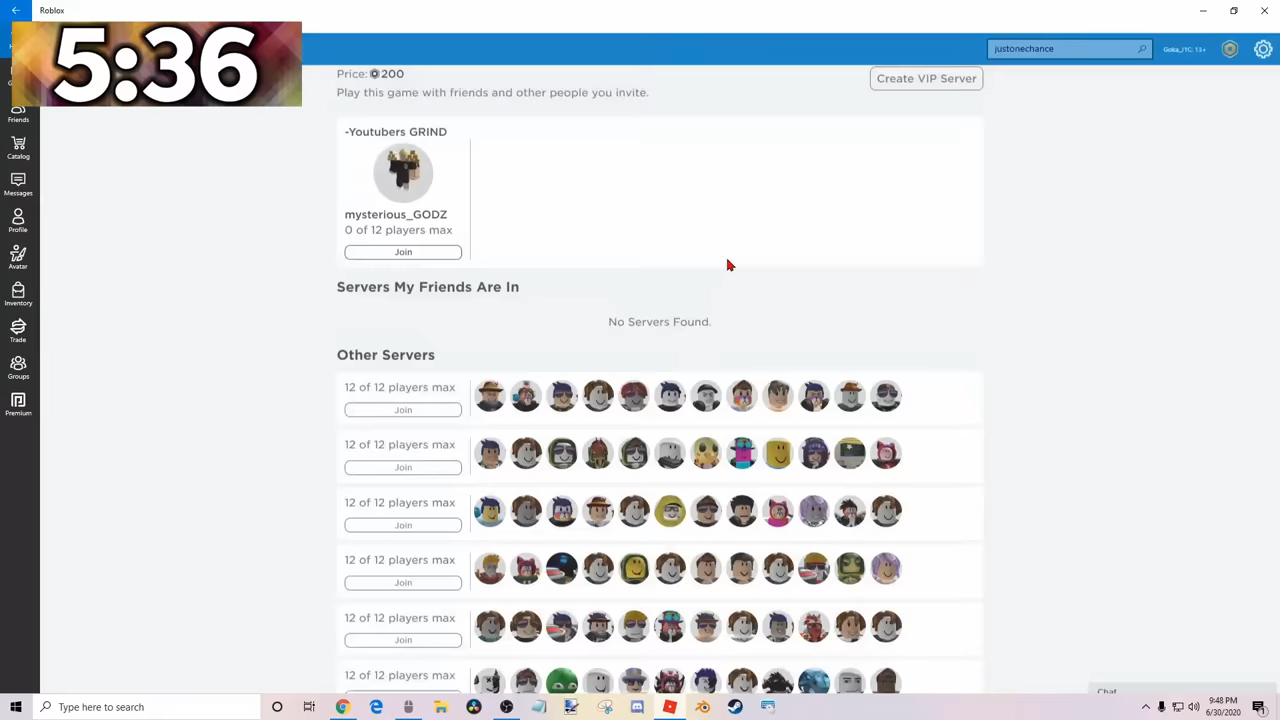 Roblox
5:36
justonechance
Goka_iTC: 13+
Price: 200
Create VIP Server
Play this game with friends and other people you invite.
Friends
Catalog
Messages
Profile
Avatar
Inventory
Trade
Groups
Premium
-Youtubers GRIND
mysterious_GODZ
0 of 12 players max
Join
Servers My Friends Are In
No Servers Found.
Other Servers
12 of 12 players max
Join
12 of 12 players max
Join
12 of 12 players max
Join
12 of 12 players max
Join
12 of 12 players max
Join
12 of 12 players max
Chat
Type here to search
9:48 PM
6/30/2020